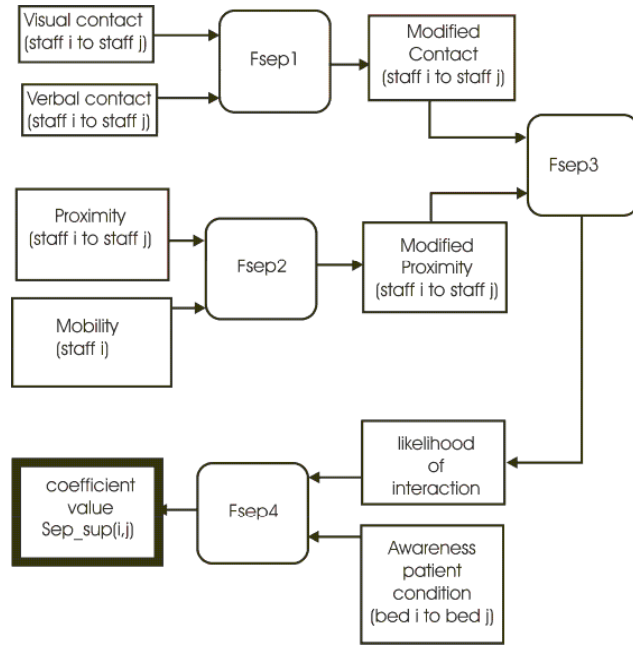 Visual contact
(staff i to staff j)
Fsep1
Modified
Contact
(staff i to staff j)
Verbal contact
(staff i to staff j)
Fsep3
Proximity
(staff i to staff j)
Fsep2
Modified
Proximity
(staff i to staff j)
Mobility
(staff i)
likelihood
of
interaction
coefficient
value
Sep_sup(i,j)
Fsep4
Awareness
patient
condition
(bed i to bed j)